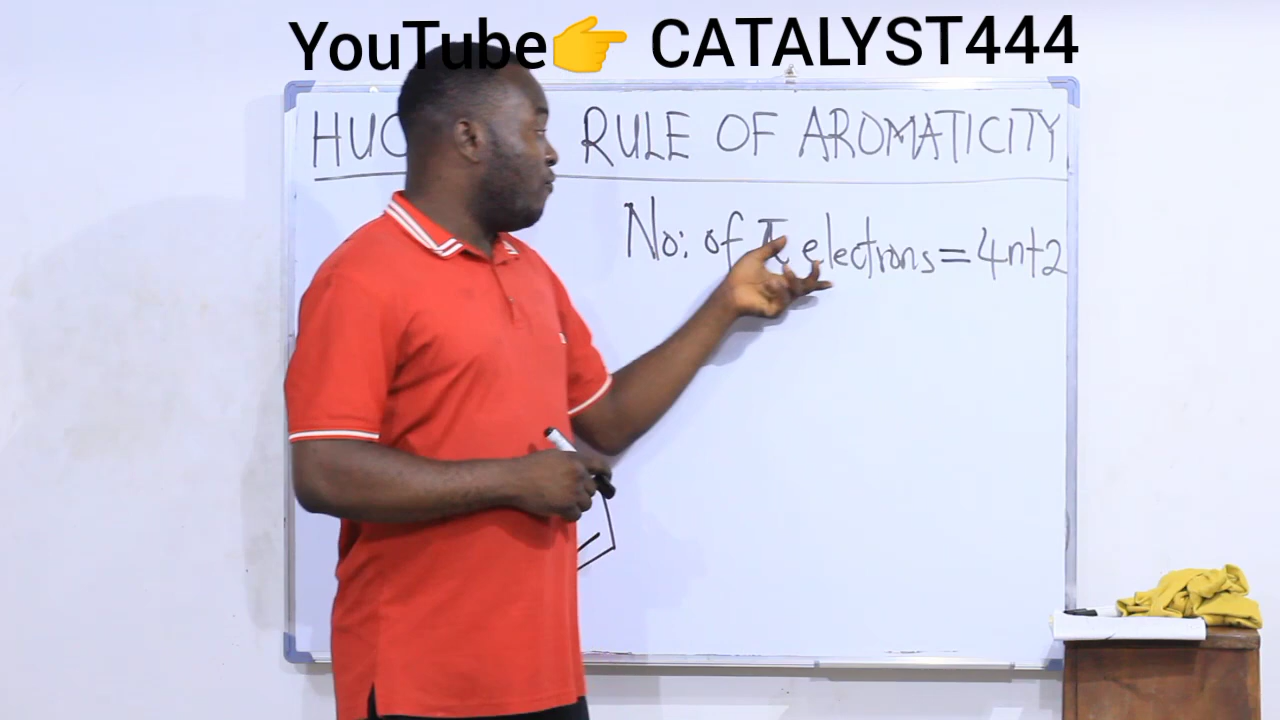 YouTube👉 CATALYST444
HUC RULE OF AROMATICITY
No: of π electrons = 4n+2